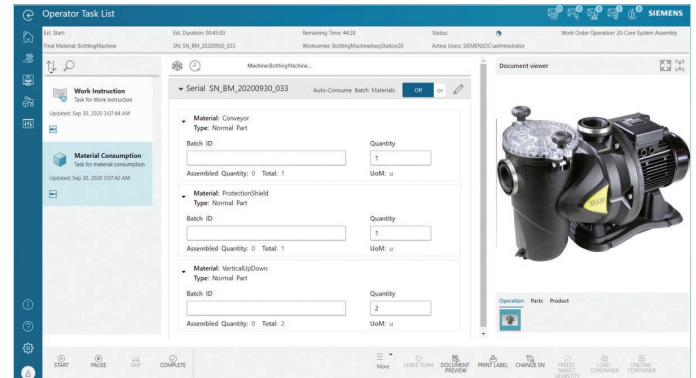 Operator Task List
SIEMENS
Est. Start: Est. Duration: 00:45:00 Remaining Time: 44:28 Status: Work Order Operation: 20-Core System Assembly
Final Material: BottlingMachine SN: SN_BM_20200930_033 Workcenter: BottlingMachineAssyStation20 Active Users: SIEMENSDC\administrator
Machine:BottlingMachine...
Document viewer
Work Instruction
Task for Work Instruction
Updated: Sep 30, 2020 3:07:44 AM
Material Consumption
Task for material consumption
Updated: Sep 30, 2020 3:07:42 AM
Serial SN_BM_20200930_033 Auto-Consume Batch Materials Off On
Material: Conveyor
Type: Normal Part
Batch ID Quantity
1
Assembled Quantity: 0 Total: 1 UoM: u
Material: ProtectionShield
Type: Normal Part
Batch ID Quantity
1
Assembled Quantity: 0 Total: 1 UoM: u
Material: VerticalUpDown
Type: Normal Part
Batch ID Quantity
2
Assembled Quantity: 0 Total: 2 UoM: u
Operation Parts Product
START PAUSE SKIP COMPLETE
More LEAVE TEAM DOCUMENT PREVIEW PRINT LABEL CHANGE SN FREEZE TARGET QUANTITY LOAD CONTAINER UNLOAD CONTAINER